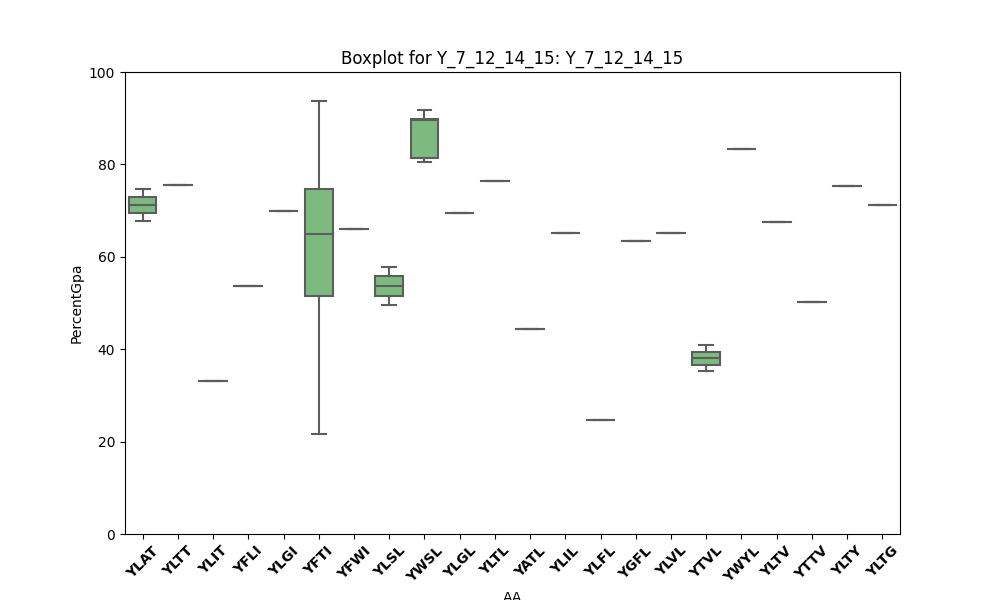 Boxplot for Y_7_12_14_15: Y_7_12_14_15
100
80
60
40
20
0
PercentGpa
YLAT YLTT YLIT YFLI YLGI YFTI YFWI YLSL YWSL YLGL YLTL YATL YLIL YLFL YGFL YLVL YTVL YWYL YLTV YTTV YLTY YLTG
AA